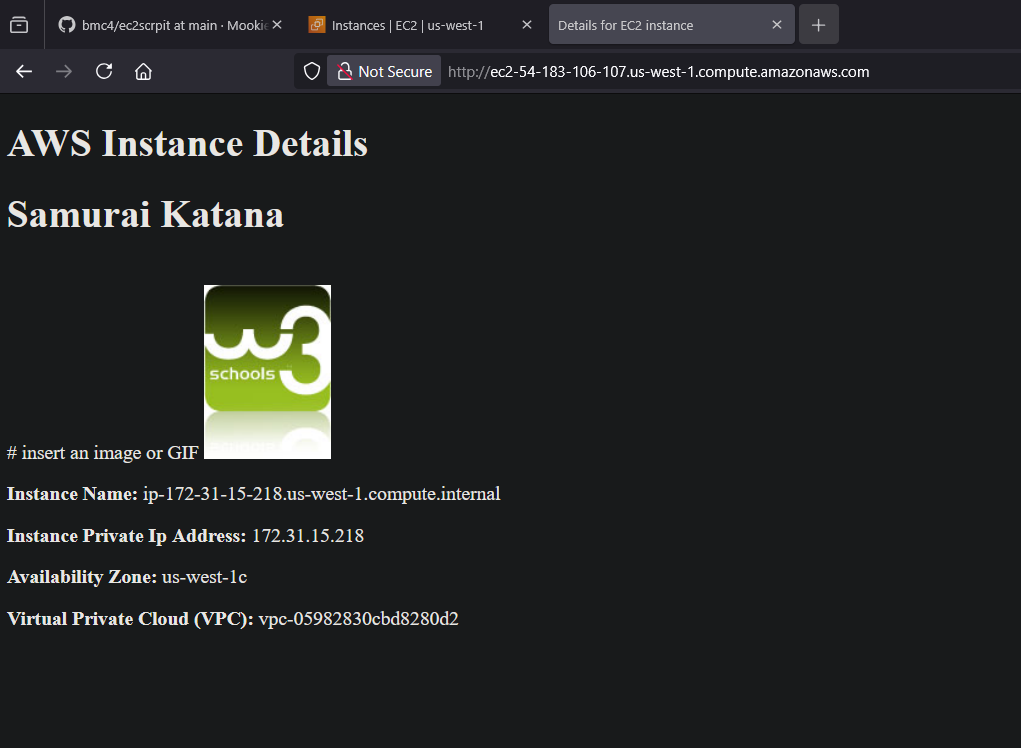 bmc4/ec2scrpit at main · Mookie
Instances | EC2 | us-west-1
Details for EC2 instance
Not Secure
http://ec2-54-183-106-107.us-west-1.compute.amazonaws.com
AWS Instance Details
Samurai Katana
w3
schools
# insert an image or GIF
Instance Name: ip-172-31-15-218.us-west-1.compute.internal
Instance Private Ip Address: 172.31.15.218
Availability Zone: us-west-1c
Virtual Private Cloud (VPC): vpc-05982830cbd8280d2